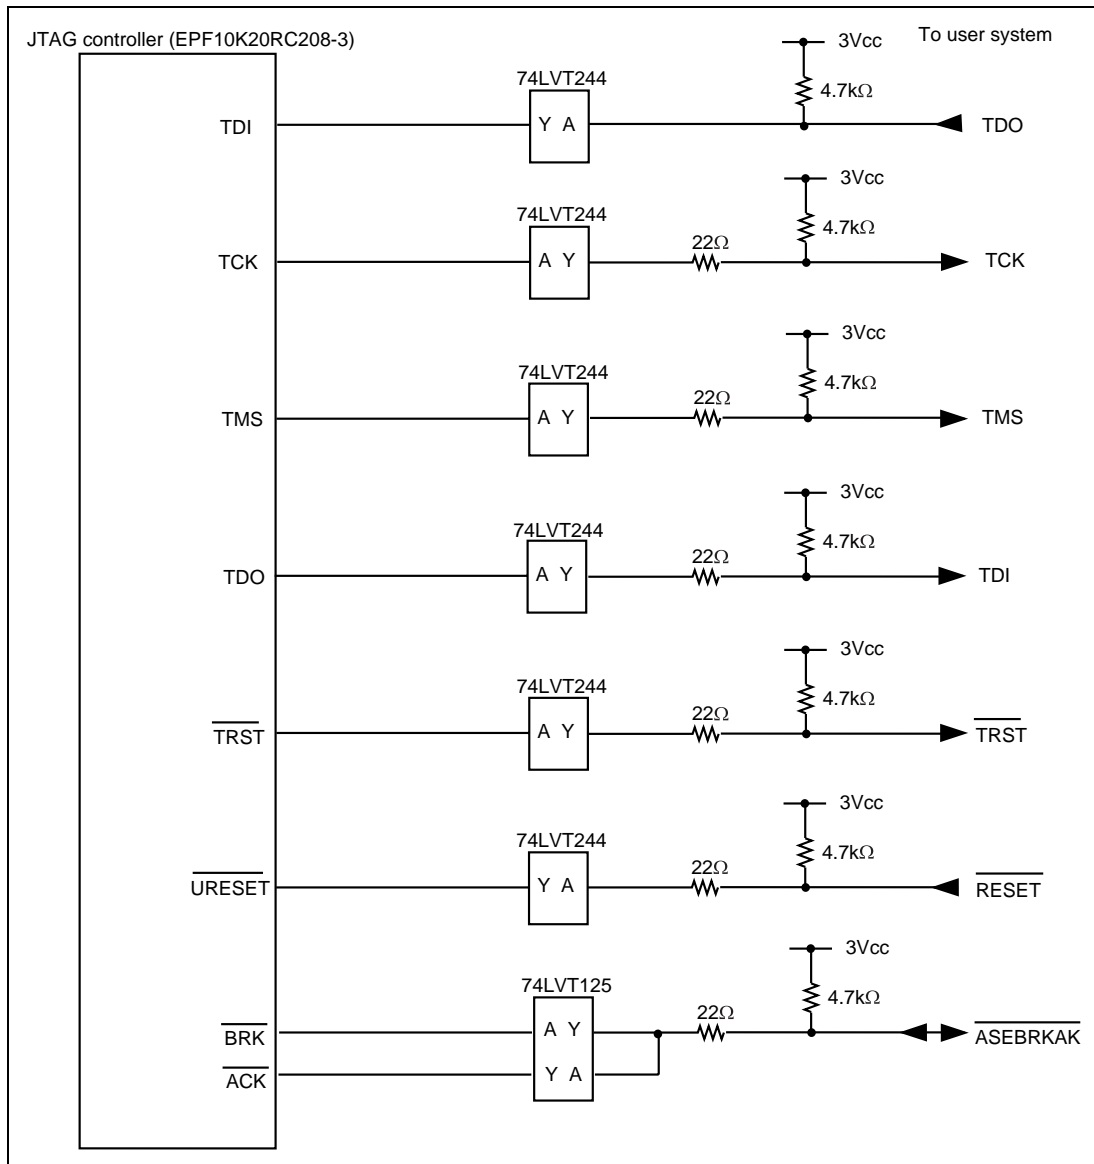 JTAG controller (EPF10K20RC208-3)
To user system
3Vcc
4.7kΩ
74LVT244
TDI
Y A
TDO
3Vcc
4.7kΩ
74LVT244
22Ω
TCK
A Y
TCK
3Vcc
4.7kΩ
74LVT244
22Ω
TMS
A Y
TMS
3Vcc
4.7kΩ
74LVT244
22Ω
TDO
A Y
TDI
3Vcc
4.7kΩ
74LVT244
22Ω
TRST
A Y
TRST
3Vcc
4.7kΩ
74LVT244
22Ω
URESET
Y A
RESET
3Vcc
4.7kΩ
74LVT125
22Ω
BRK
A Y
ASEBRKAK
ACK
Y A